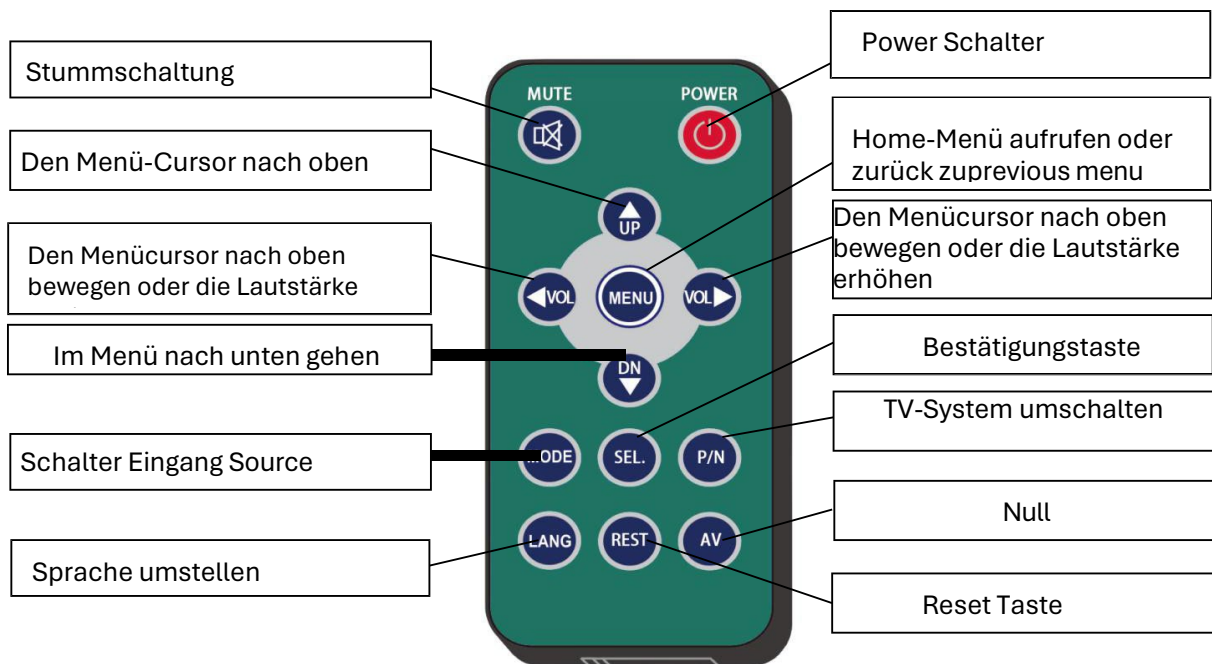 Stummschaltung
Den Menü-Cursor nach oben
Den Menücursor nach oben
bewegen oder die Lautstärke
Im Menü nach unten gehen
Schalter Eingang Source
Sprache umstellen
MUTE
POWER
UP
VOL
MENU
VOL
DN
MODE
SEL.
P/N
LANG
REST
AV
Power Schalter
Home-Menü aufrufen oder
zurück zuprevious menu
Den Menücursor nach oben
bewegen oder die Lautstärke
erhöhen
Bestätigungstaste
TV-System umschalten
Null
Reset Taste